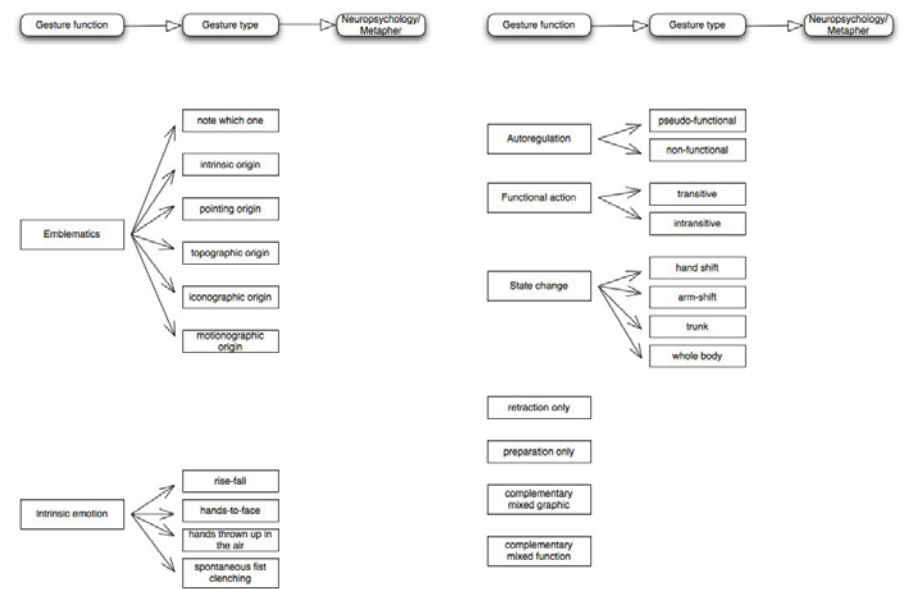 Gesture function
Gesture type
Neuropsychology/
Metapher
note which one
intrinsic origin
pointing origin
Emblematics
topographic origin
iconographic origin
motionographic
origin
rise-fall
Intrinsic emotion
hands-to-face
hands thrown up in
the air
spontaneous fist
clenching
Gesture function
Gesture type
Neuropsychology/
Metapher
Autoregulation
pseudo-functional
non-functional
Functional action
transitive
intransitive
State change
hand shift
arm-shift
trunk
whole body
retraction only
preparation only
complementary
mixed graphic
complementary
mixed function